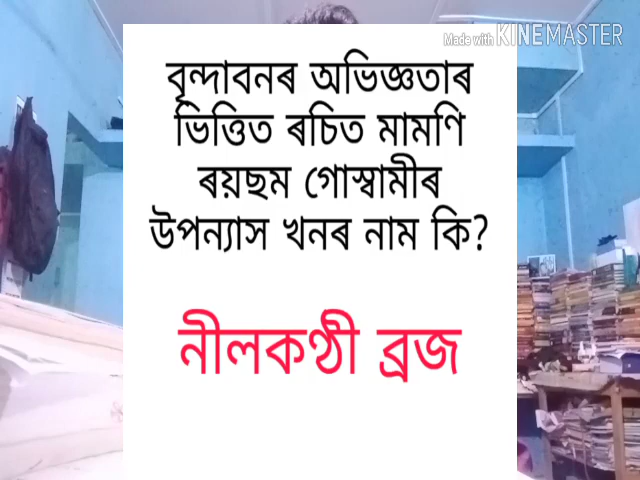 Made with KINEMASTER
বৃন্দাবনৰ অভিজ্ঞতাৰ
ভিত্তিত ৰচিত মামণি
ৰয়ছম গোস্বামীৰ
উপন্যাস খনৰ নাম কি?
নীলকণ্ঠী ব্ৰজ